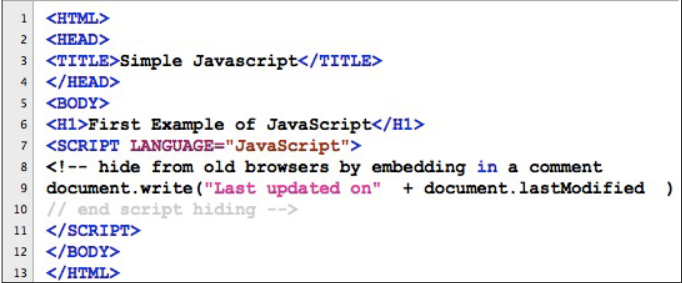 1 <HTML>
2 <HEAD>
3 <TITLE>Simple Javascript</TITLE>
4 </HEAD>
5 <BODY>
6 <H1>First Example of JavaScript</H1>
7 <SCRIPT LANGUAGE="JavaScript">
8 <!-- hide from old browsers by embedding in a comment
9 document.write("Last updated on"  + document.lastModified  )
10 // end script hiding -->
11 </SCRIPT>
12 </BODY>
13 </HTML>